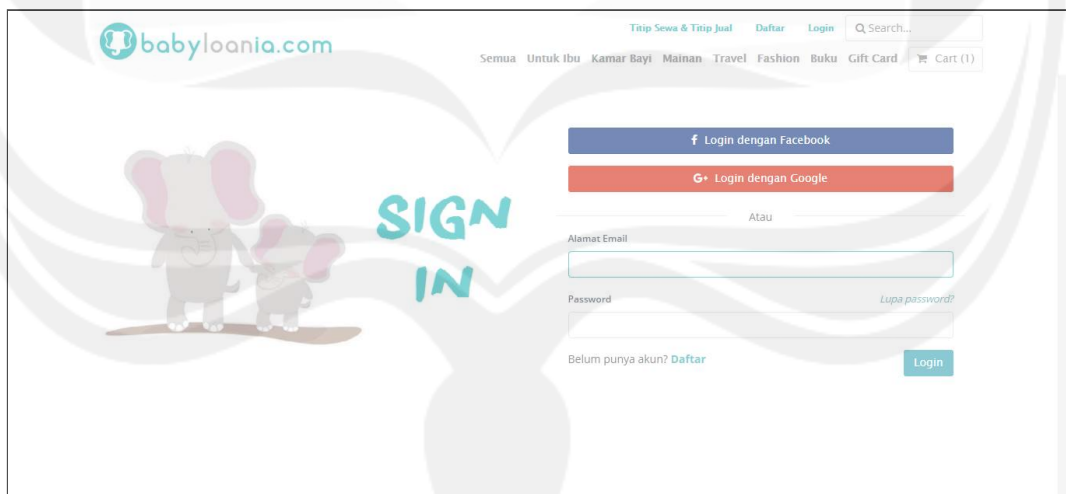 babyloania.com
Titip Sewa & Titip Jual Daftar Login Search...
Semua Untuk Ibu Kamar Bayi Mainan Travel Fashion Buku Gift Card Cart (1)
SIGN
IN
f Login dengan Facebook
G+ Login dengan Google
Atau
Alamat Email
Password Lupa password?
Belum punya akun? Daftar Login